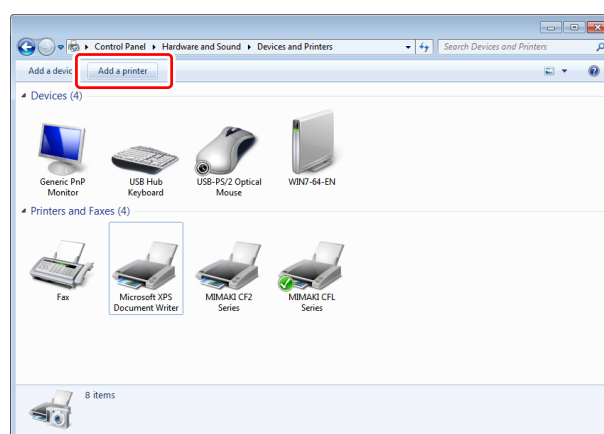 Control Panel ▸ Hardware and Sound ▸ Devices and Printers
Search Devices and Printers
Add a devic
Add a printer
Devices (4)
Generic PnP
Monitor
USB Hub
Keyboard
USB-PS/2 Optical
Mouse
WIN7-64-EN
Printers and Faxes (4)
Fax
Microsoft XPS
Document Writer
MIMAKI CF2
Series
MIMAKI CFL
Series
8 items